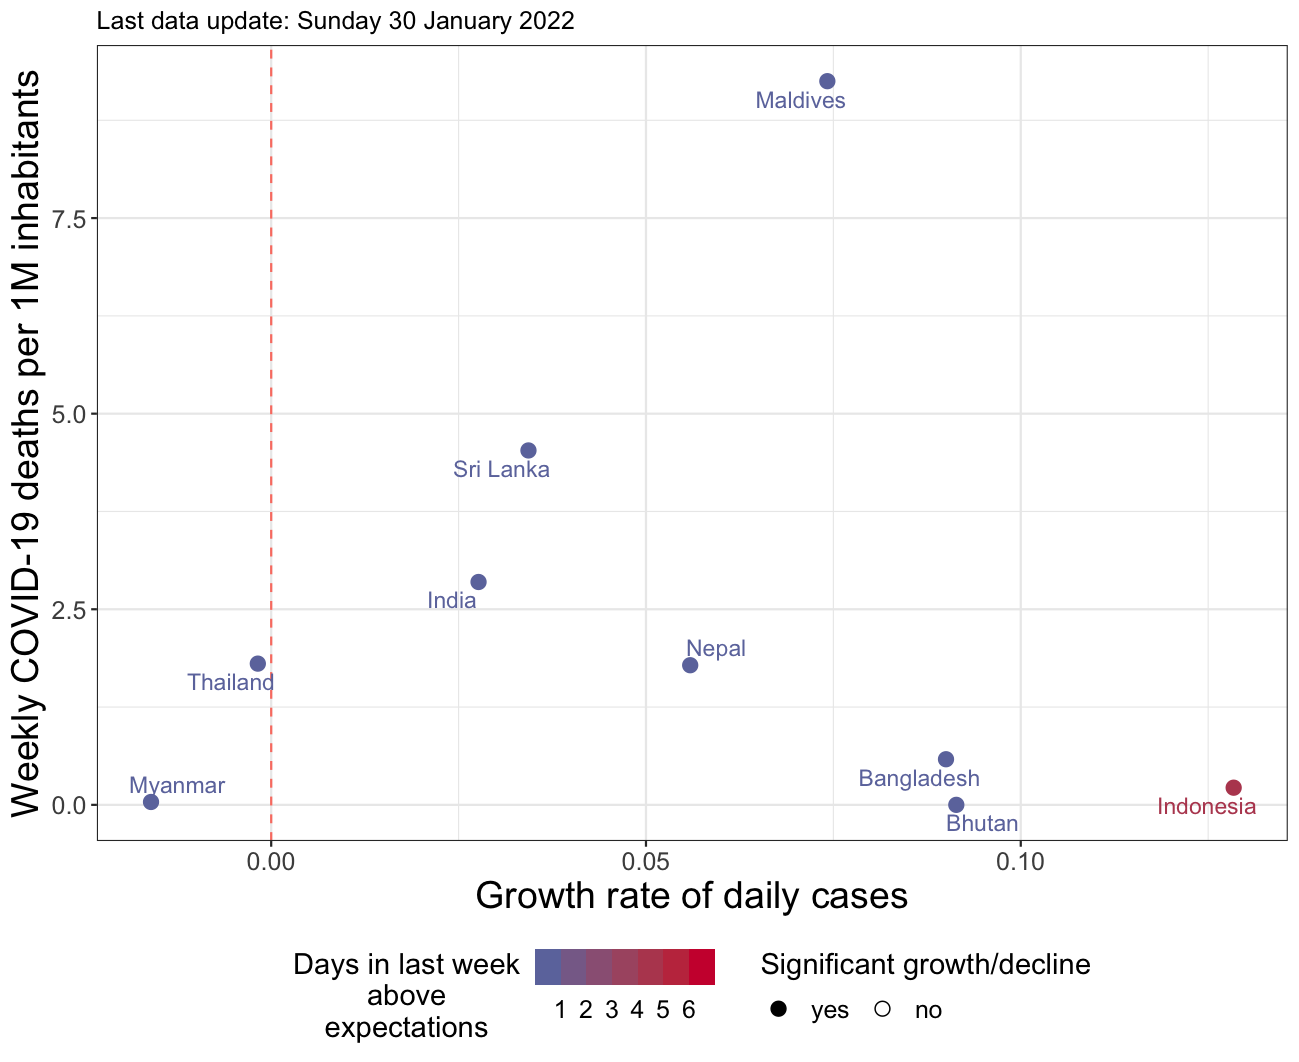 Last data update: Sunday 30 January 2022
Weekly COVID-19 deaths per 1M inhabitants
7.5
5.0
2.5
0.0
Maldives
Sri Lanka
India
Nepal
Thailand
Bangladesh
Myanmar
Indonesia
Bhutan
0.00 0.05 0.10
Growth rate of daily cases
Days in last week
above
expectations
1 2 3 4 5 6
Significant growth/decline
yes no